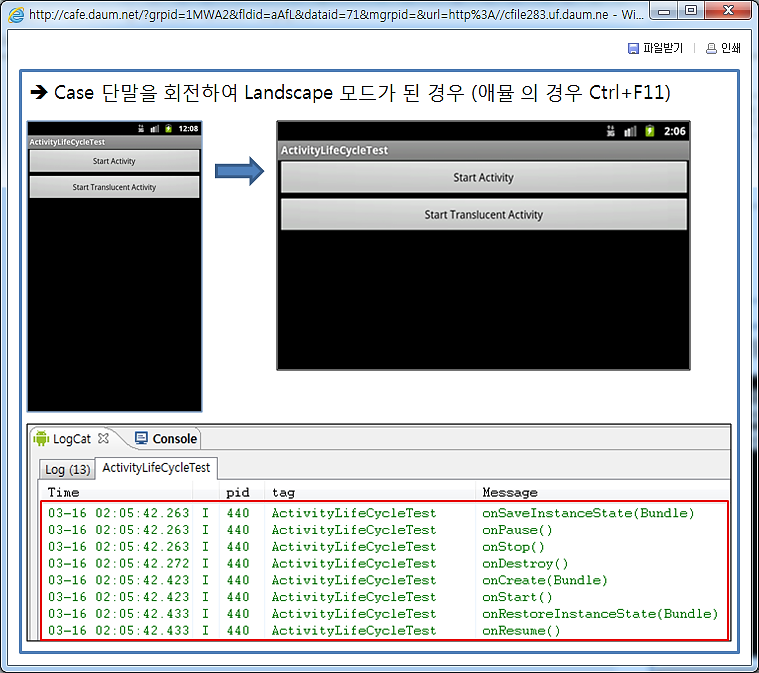 http://cafe.daum.net/?grpid=1MWA2&fldid=aAfL&dataid=71&mgrpid=&url=http%3A//cfile283.uf.daum.ne - Wi...
파일받기 | 인쇄
➔ Case 단말을 회전하여 Landscape 모드가 된 경우 (애뮬 의 경우 Ctrl+F11)
12:08
ActivityLifeCycleTest
Start Activity
Start Translucent Activity
2:06
ActivityLifeCycleTest
Start Activity
Start Translucent Activity
LogCat Console
Log (13) ActivityLifeCycleTest
Time pid tag Message
03-16 02:05:42.263 I 440 ActivityLifeCycleTest onSaveInstanceState(Bundle)
03-16 02:05:42.263 I 440 ActivityLifeCycleTest onPause()
03-16 02:05:42.263 I 440 ActivityLifeCycleTest onStop()
03-16 02:05:42.272 I 440 ActivityLifeCycleTest onDestroy()
03-16 02:05:42.423 I 440 ActivityLifeCycleTest onCreate(Bundle)
03-16 02:05:42.423 I 440 ActivityLifeCycleTest onStart()
03-16 02:05:42.433 I 440 ActivityLifeCycleTest onRestoreInstanceState(Bundle)
03-16 02:05:42.433 I 440 ActivityLifeCycleTest onResume()